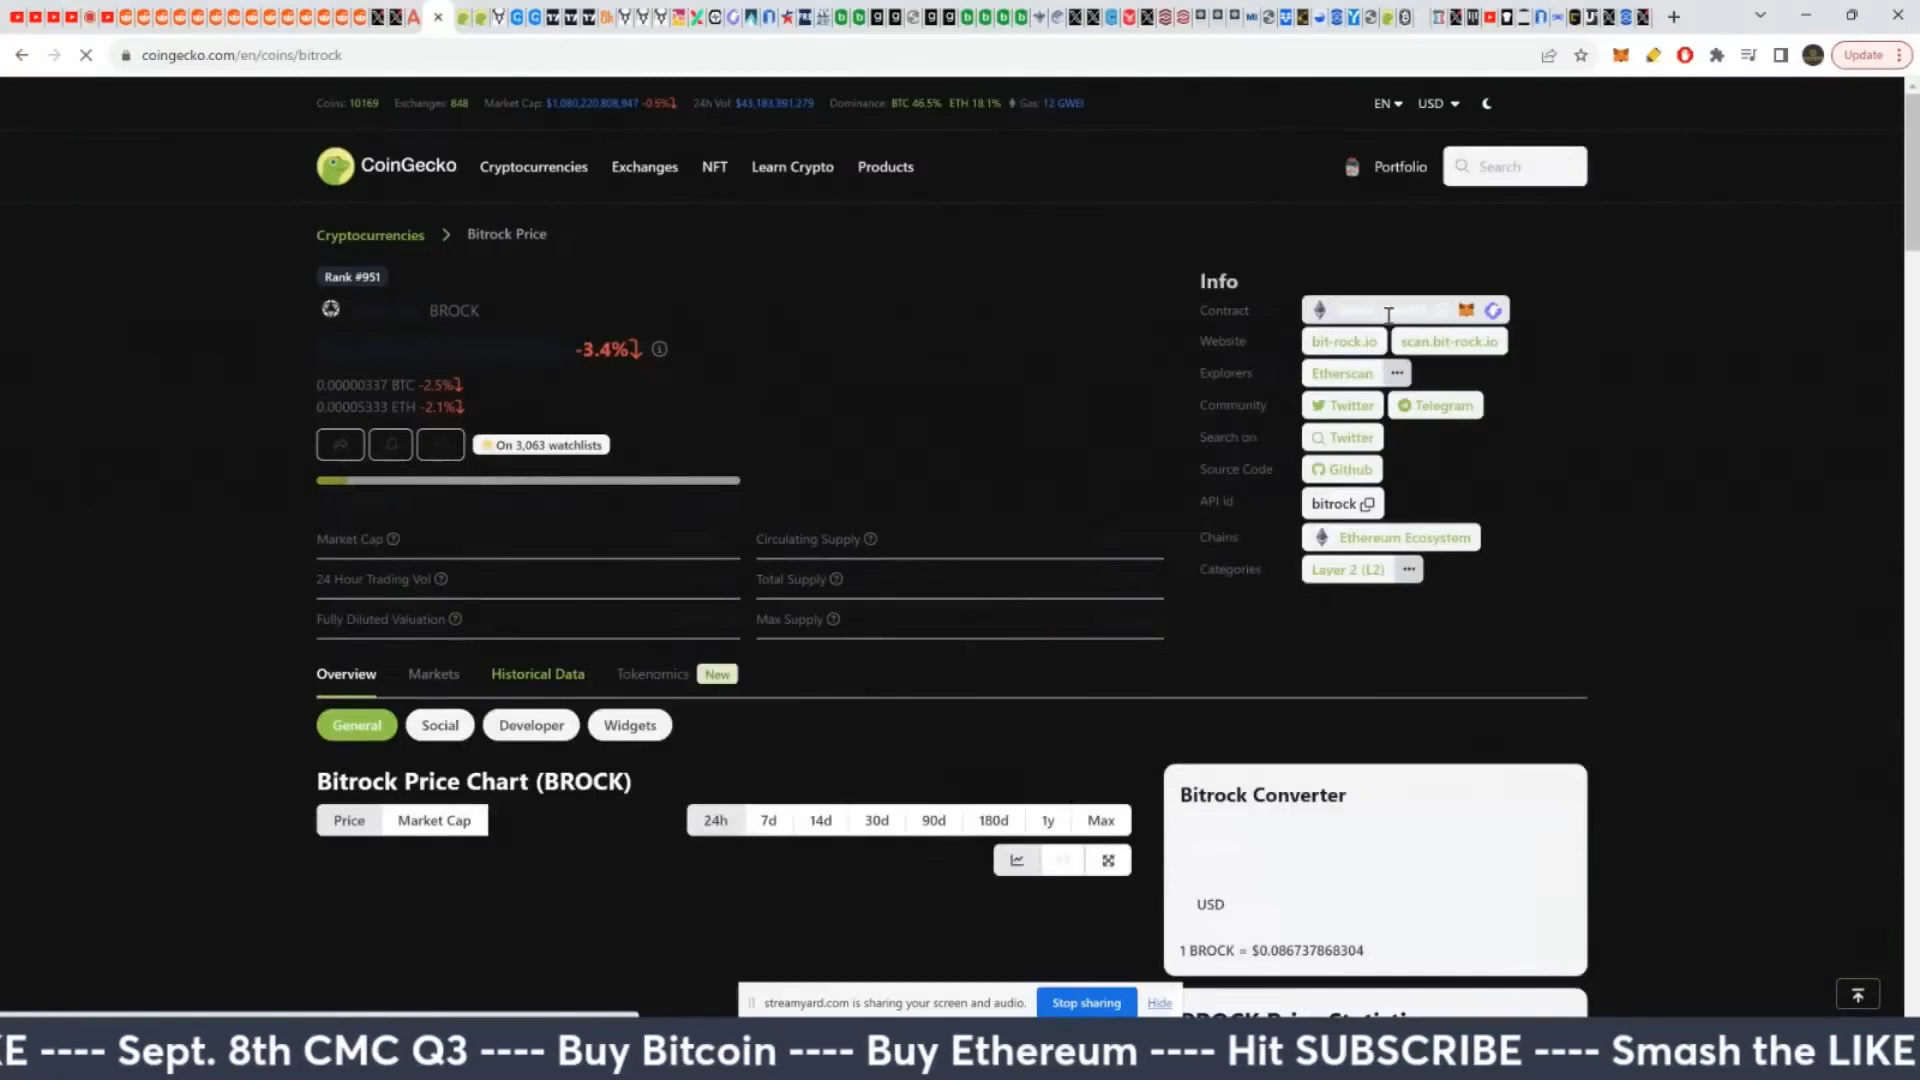 coingecko.com/en/coins/bitrock
Update
Coins: 10169 Exchanges: 848 Market Cap: $1,080,220,808,947 -0.5% 24h Vol: $43,183,391,279 Dominance: BTC 46.5% ETH 18.1% Gas: 12 GWEI
EN USD
CoinGecko Cryptocurrencies Exchanges NFT Learn Crypto Products Portfolio Search
Cryptocurrencies > Bitrock Price
Rank #951
BROCK
-3.4%
0.00000337 BTC -2.5%
0.00005333 ETH -2.1%
On 3,063 watchlists
Market Cap
Circulating Supply
24 Hour Trading Vol
Total Supply
Fully Diluted Valuation
Max Supply
Info
Contract
Website bit-rock.io scan.bit-rock.io
Explorers Etherscan ...
Community Twitter Telegram
Search on Twitter
Source Code Github
API id bitrock
Chains Ethereum Ecosystem
Categories Layer 2 (L2) ...
Overview Markets Historical Data Tokenomics New
General Social Developer Widgets
Bitrock Price Chart (BROCK)
Price Market Cap
24h 7d 14d 30d 90d 180d 1y Max
Bitrock Converter
USD
1 BROCK = $0.086737868304
streamyard.com is sharing your screen and audio. Stop sharing Hide
KE ---- Sept. 8th CMC Q3 ---- Buy Bitcoin ---- Buy Ethereum ---- Hit SUBSCRIBE ---- Smash the LIKE